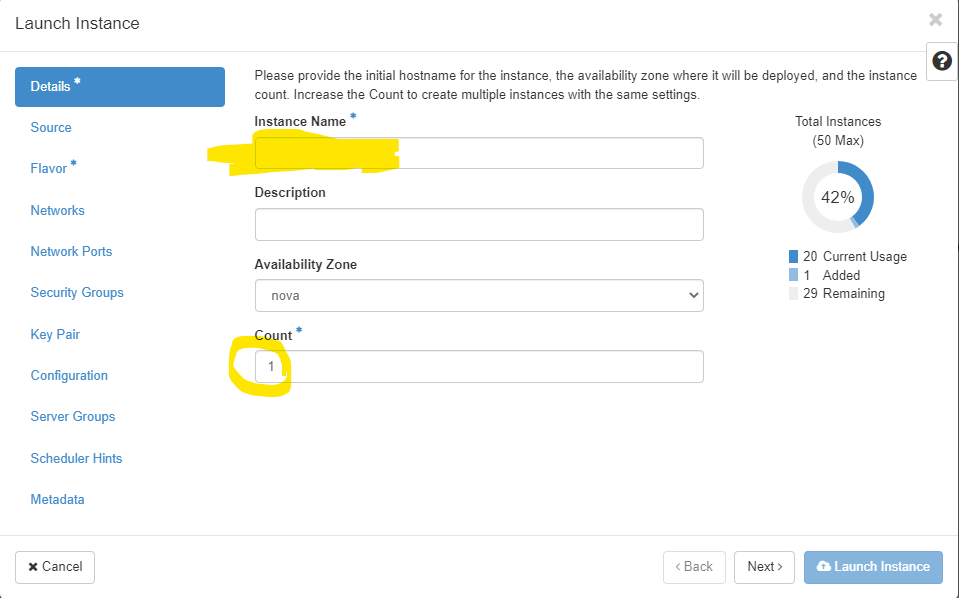 Launch Instance
Details *
Source
Flavor *
Networks
Network Ports
Security Groups
Key Pair
Configuration
Server Groups
Scheduler Hints
Metadata
Please provide the initial hostname for the instance, the availability zone where it will be deployed, and the instance
count. Increase the Count to create multiple instances with the same settings.
Instance Name *
Description
Availability Zone
nova
Count *
1
Total Instances
(50 Max)
42%
20 Current Usage
1 Added
29 Remaining
× Cancel
‹ Back
Next ›
Launch Instance